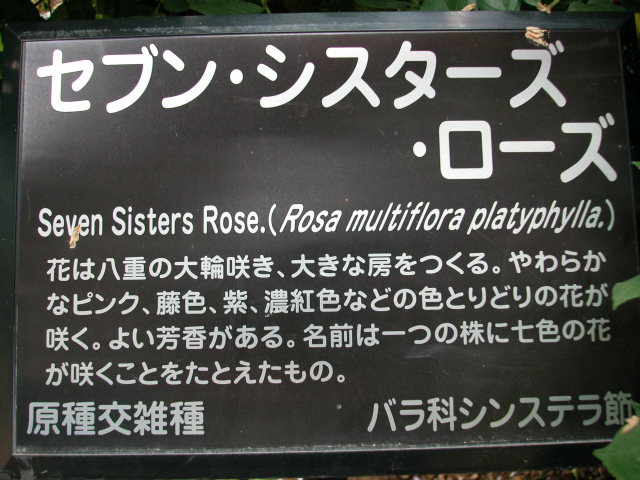 セブン・シスターズ
・ローズ
Seven Sisters Rose.(Rosa multiflora platyphylla.)
花は八重の大輪咲き、大きな房をつくる。やわらか
なピンク、藤色、紫、濃紅色などの色とりどりの花が
咲く。よい芳香がある。名前は一つの株に七色の花
が咲くことをたとえたもの。
原種交雑種 バラ科シンステラ節